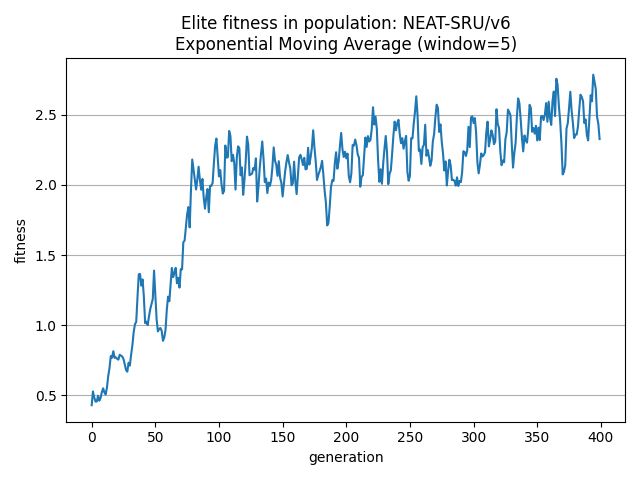 Elite fitness in population: NEAT-SRU/v6
Exponential Moving Average (window=5)
fitness
2.5
2.0
1.5
1.0
0.5
0 50 100 150 200 250 300 350 400
generation